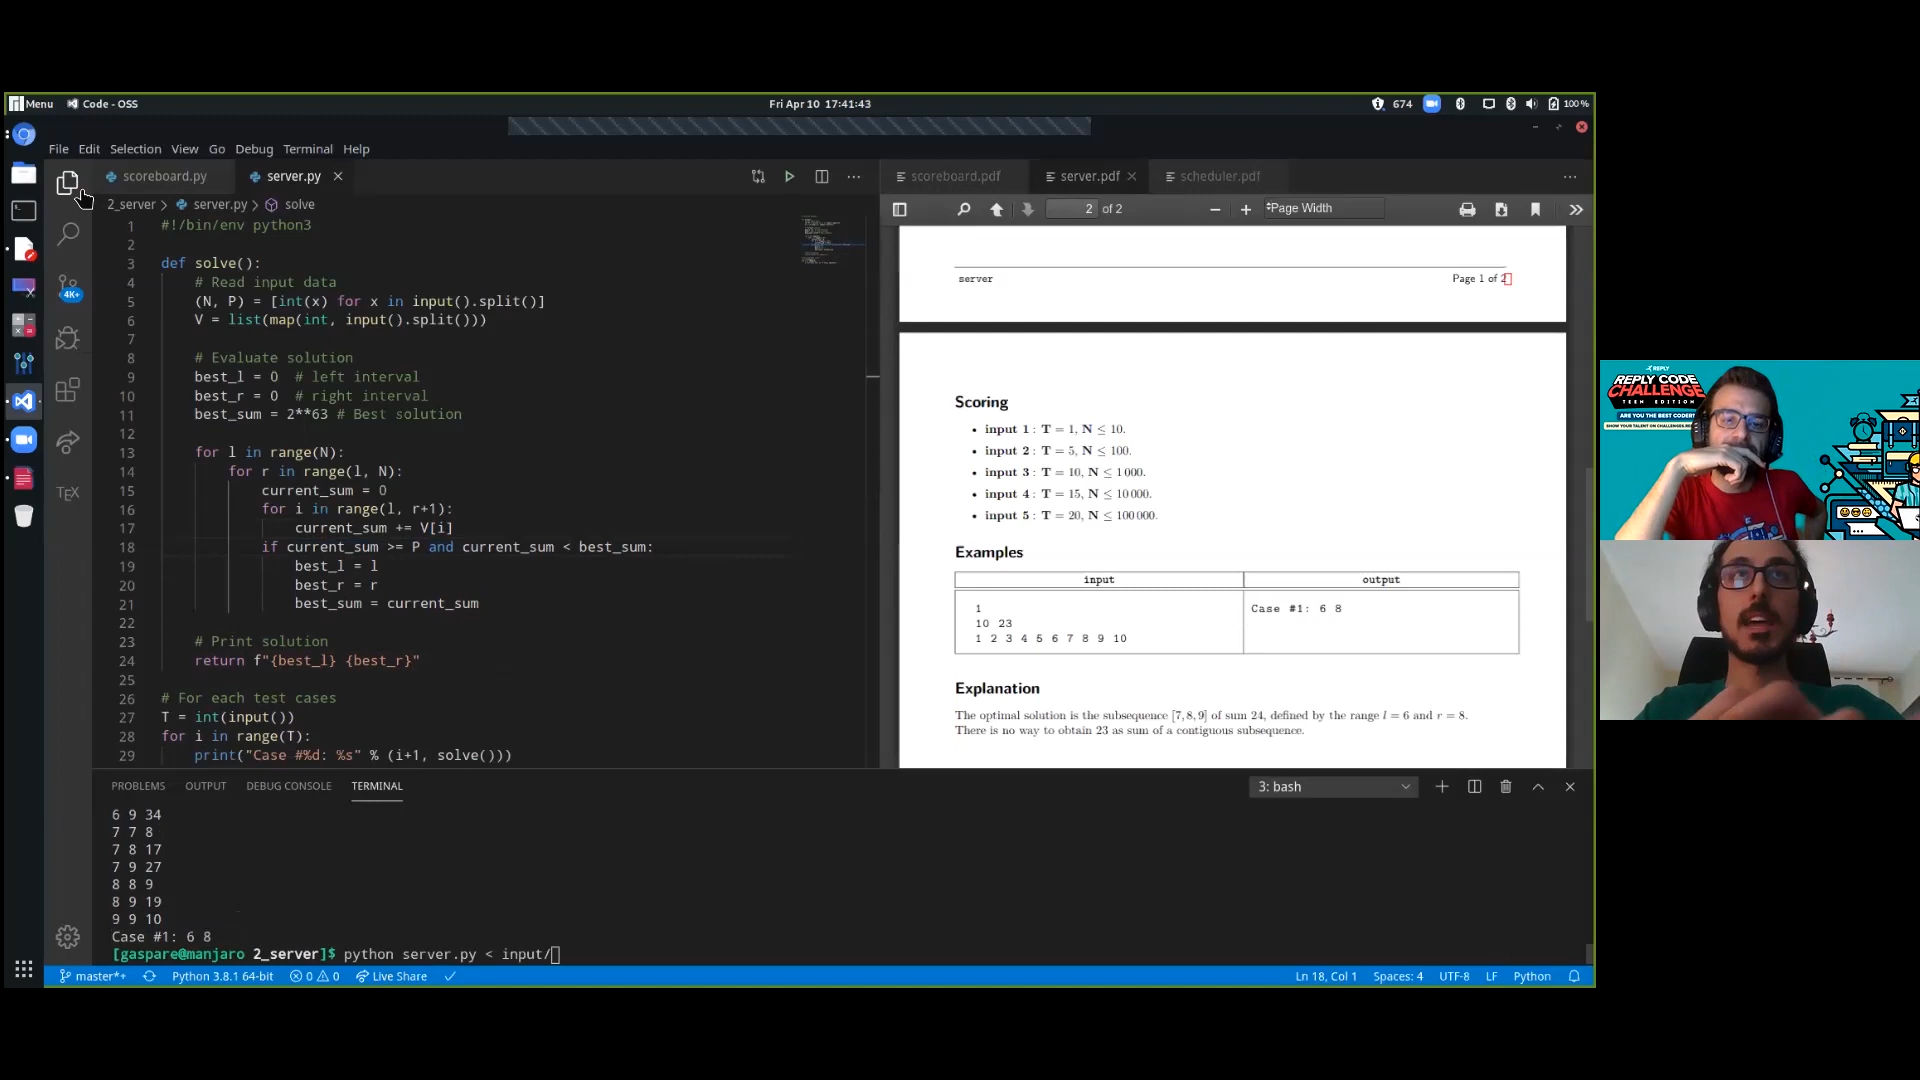 Menu Code - OSS
Fri Apr 10 17:41:43
674
100 %
File Edit Selection View Go Debug Terminal Help
scoreboard.py
server.py
2_server > server.py > solve
1 #!/bin/env python3
2
3 def solve():
4 # Read input data
5 (N, P) = [int(x) for x in input().split()]
6 V = list(map(int, input().split()))
7
8 # Evaluate solution
9 best_l = 0 # left interval
10 best_r = 0 # right interval
11 best_sum = 2**63 # Best solution
12
13 for l in range(N):
14 for r in range(l, N):
15 current_sum = 0
16 for i in range(l, r+1):
17 current_sum += V[i]
18 if current_sum >= P and current_sum < best_sum:
19 best_l = l
20 best_r = r
21 best_sum = current_sum
22
23 # Print solution
24 return f"{best_l} {best_r}"
25
26 # For each test cases
27 T = int(input())
28 for i in range(T):
29 print("Case #%d: %s" % (i+1, solve()))
4K+
TEX
scoreboard.pdf
server.pdf
scheduler.pdf
2 of 2
Page Width
server
Page 1 of 2
Scoring
• input 1 : T = 1, N ≤ 10.
• input 2 : T = 5, N ≤ 100.
• input 3 : T = 10, N ≤ 1 000.
• input 4 : T = 15, N ≤ 10 000.
• input 5 : T = 20, N ≤ 100 000.
Examples
input output
1
10 23
1 2 3 4 5 6 7 8 9 10
Case #1: 6 8
Explanation
The optimal solution is the subsequence [7, 8, 9] of sum 24, defined by the range l = 6 and r = 8.
There is no way to obtain 23 as sum of a contiguous subsequence.
PROBLEMS OUTPUT DEBUG CONSOLE TERMINAL
3: bash
6 9 34
7 7 8
7 8 17
7 9 27
8 8 9
8 9 19
9 9 10
Case #1: 6 8
[gaspare@manjaro 2_server]$ python server.py < input/
master*+ Python 3.8.1 64-bit 0 0 Live Share
Ln 18, Col 1 Spaces: 4 UTF-8 LF Python
REPLY
REPLY CODE
CHALLENGE
TEEN EDITION
ARE YOU THE BEST CODER?